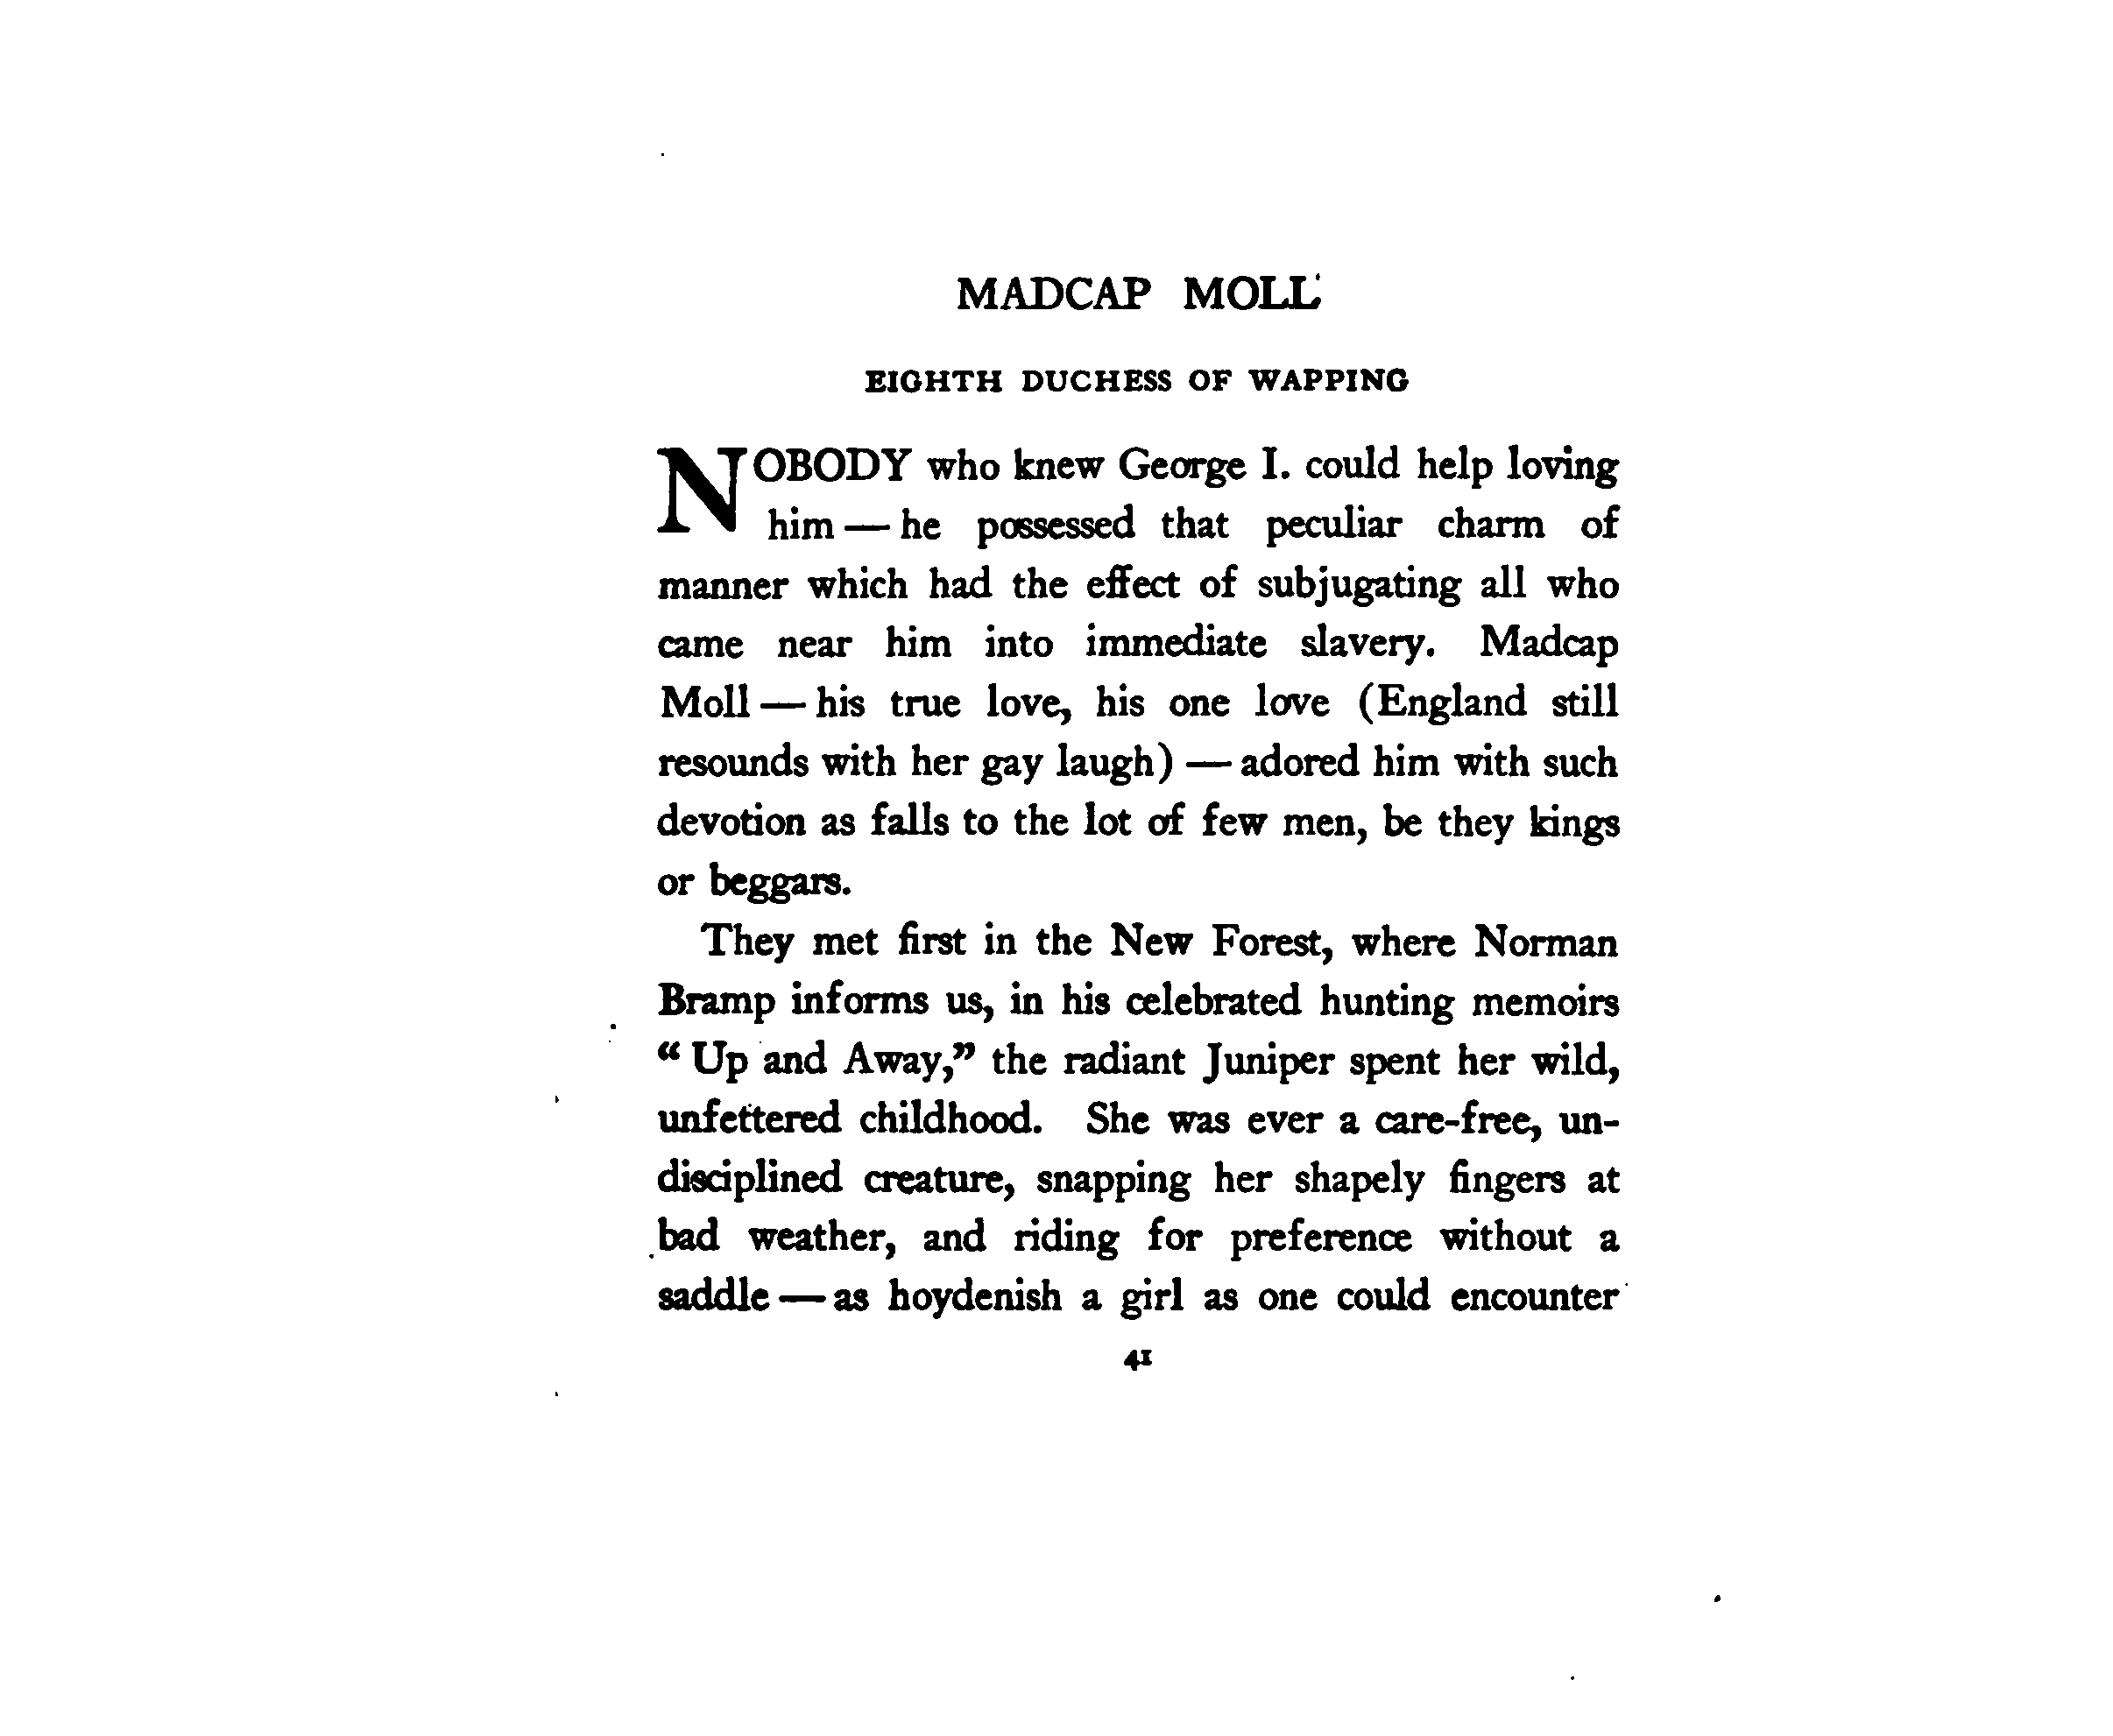 MADCAP MOLL
EIGHTH DUCHESS OF WAPPING
NOBODY who knew George I. could help loving
him — he possessed that peculiar charm of
manner which had the effect of subjugating all who
came near him into immediate slavery. Madcap
Moll — his true love, his one love (England still
resounds with her gay laugh) — adored him with such
devotion as falls to the lot of few men, be they kings
or beggars.
They met first in the New Forest, where Norman
Bramp informs us, in his celebrated hunting memoirs
“Up and Away,” the radiant Juniper spent her wild,
unfettered childhood. She was ever a care-free, un-
disciplined creature, snapping her shapely fingers at
bad weather, and riding for preference without a
saddle — as hoydenish a girl as one could encounter
41